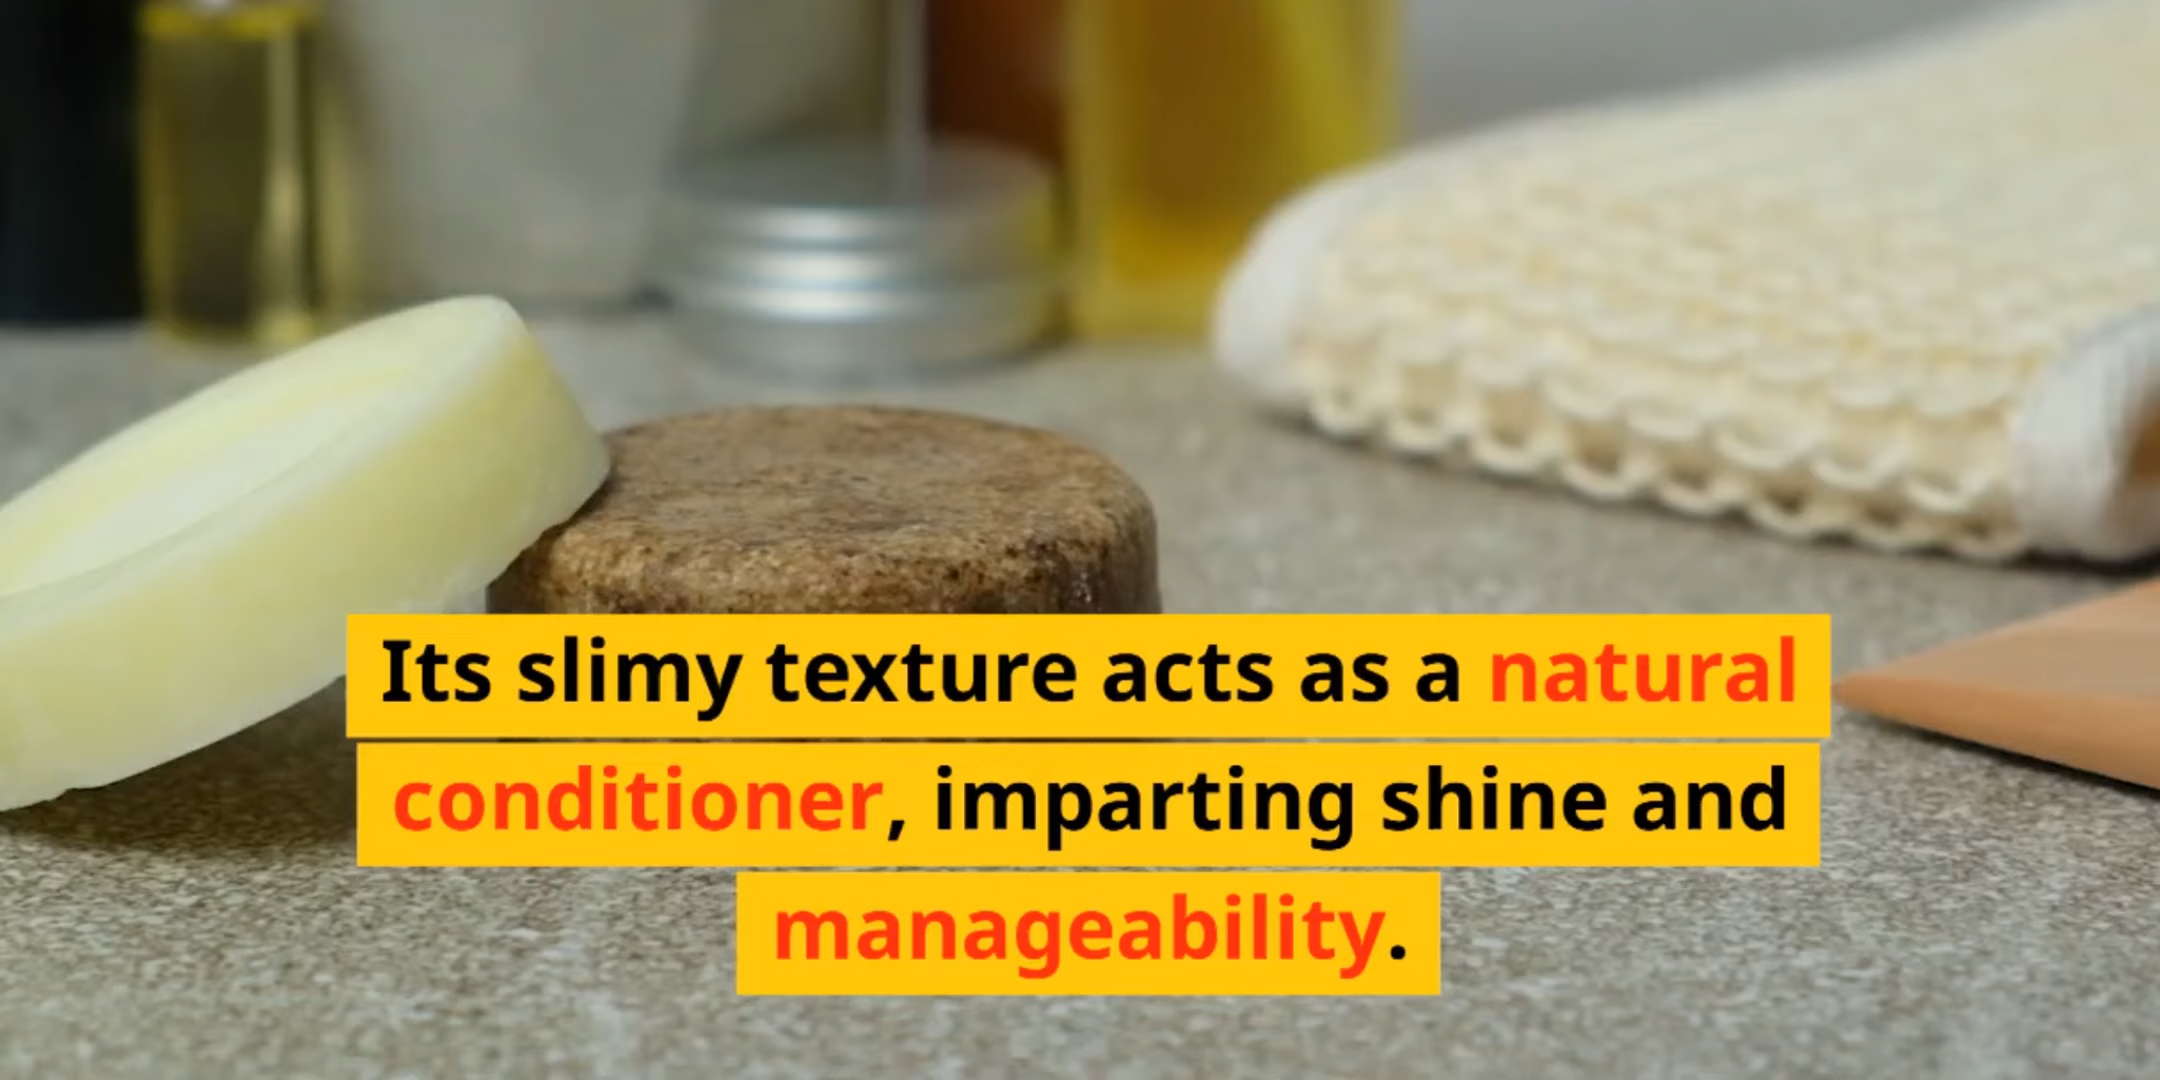 Its slimy texture acts as a natural
conditioner, imparting shine and
manageability.